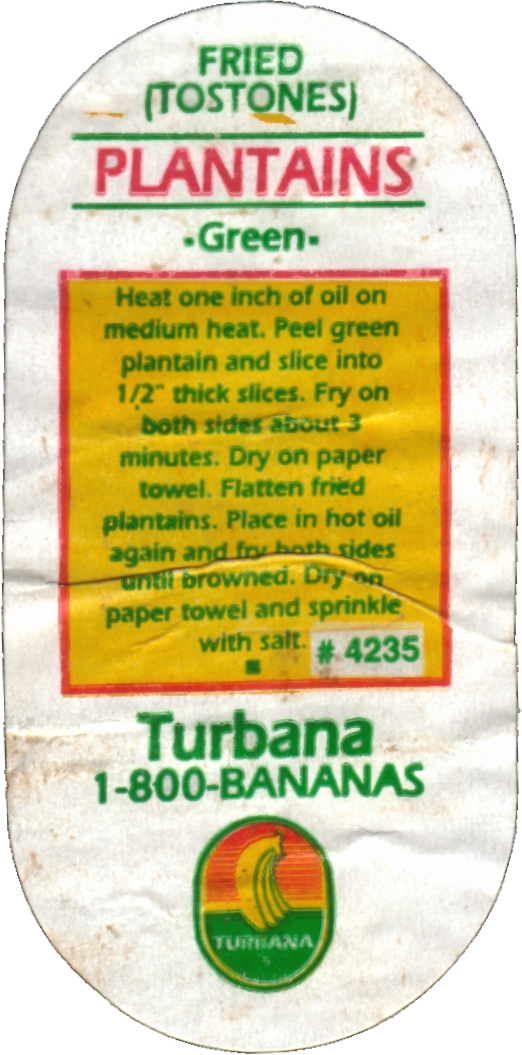 FRIED
(TOSTONES)
PLANTAINS
·Green·
Heat one inch of oil on
medium heat. Peel green
plantain and slice into
1/2" thick slices. Fry on
both sides about 3
minutes. Dry on paper
towel. Flatten fried
plantains. Place in hot oil
again and fry both sides
until browned. Dry on
paper towel and sprinkle
with salt.
# 4235
Turbana
1-800-BANANAS
TURBANA